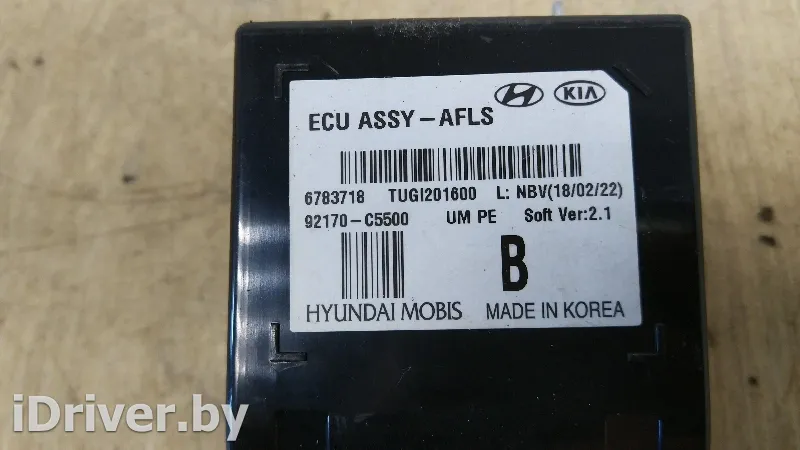 KIA
ECU ASSY-AFLS
6783718 TUGI201600 L: NBV(18/02/22)
92170-C5500 UM PE Soft Ver:2.1
B
HYUNDAI MOBIS MADE IN KOREA
iDriver.by